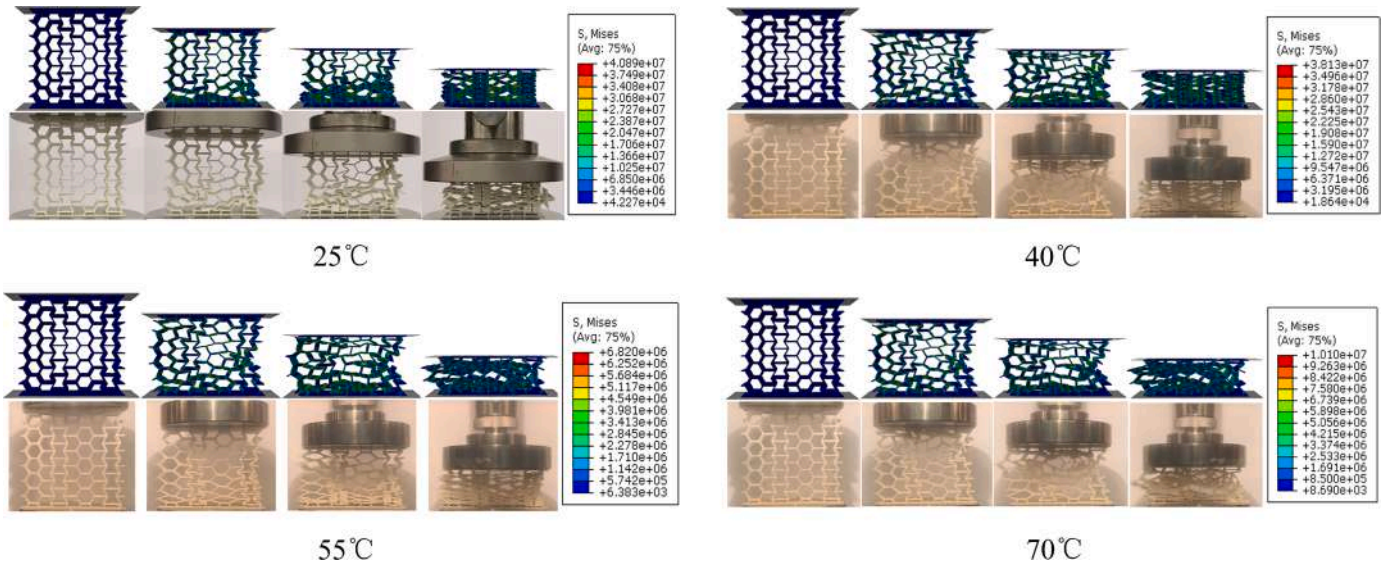 S, Mises
(Avg: 75%)
+4.089e+07
+3.749e+07
+3.408e+07
+3.068e+07
+2.727e+07
+2.387e+07
+2.047e+07
+1.706e+07
+1.366e+07
+1.025e+07
+6.850e+06
+3.446e+06
+4.227e+04
25℃
S, Mises
(Avg: 75%)
+3.813e+07
+3.496e+07
+3.178e+07
+2.860e+07
+2.543e+07
+2.225e+07
+1.908e+07
+1.590e+07
+1.272e+07
+9.547e+06
+6.371e+06
+3.195e+06
+1.864e+04
40℃
S, Mises
(Avg: 75%)
+6.820e+06
+6.252e+06
+5.684e+06
+5.117e+06
+4.549e+06
+3.981e+06
+3.413e+06
+2.845e+06
+2.278e+06
+1.710e+06
+1.142e+06
+5.742e+05
+6.383e+03
55℃
S, Mises
(Avg: 75%)
+1.010e+07
+9.263e+06
+8.422e+06
+7.580e+06
+6.739e+06
+5.898e+06
+5.056e+06
+4.215e+06
+3.374e+06
+2.533e+06
+1.691e+06
+8.500e+05
+8.690e+03
70℃